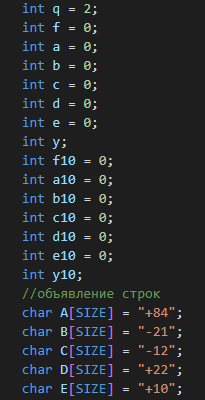 int q = 2;
int f = 0;
int a = 0;
int b = 0;
int c = 0;
int d = 0;
int e = 0;
int y;
int f10 = 0;
int a10 = 0;
int b10 = 0;
int c10 = 0;
int d10 = 0;
int e10 = 0;
int y10;
//объявление строк
char A[SIZE] = "+84";
char B[SIZE] = "-21";
char C[SIZE] = "-12";
char D[SIZE] = "+22";
char E[SIZE] = "+10";